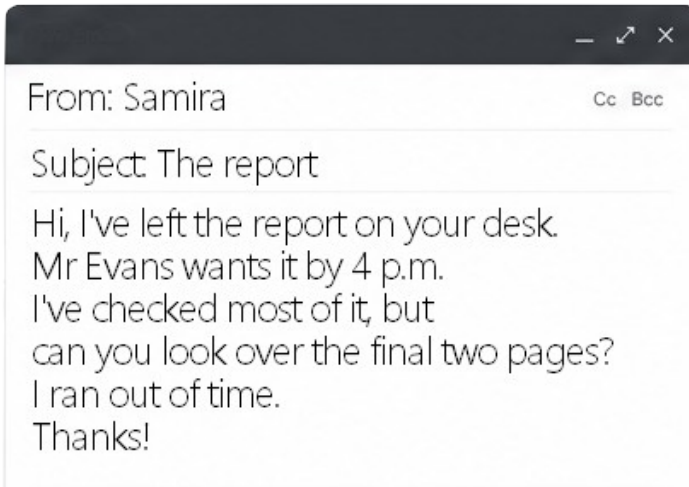 From: Samira
Cc Bcc
Subject: The report
Hi, I've left the report on your desk.
Mr Evans wants it by 4 p.m.
I've checked most of it, but
can you look over the final two pages?
I ran out of time.
Thanks!